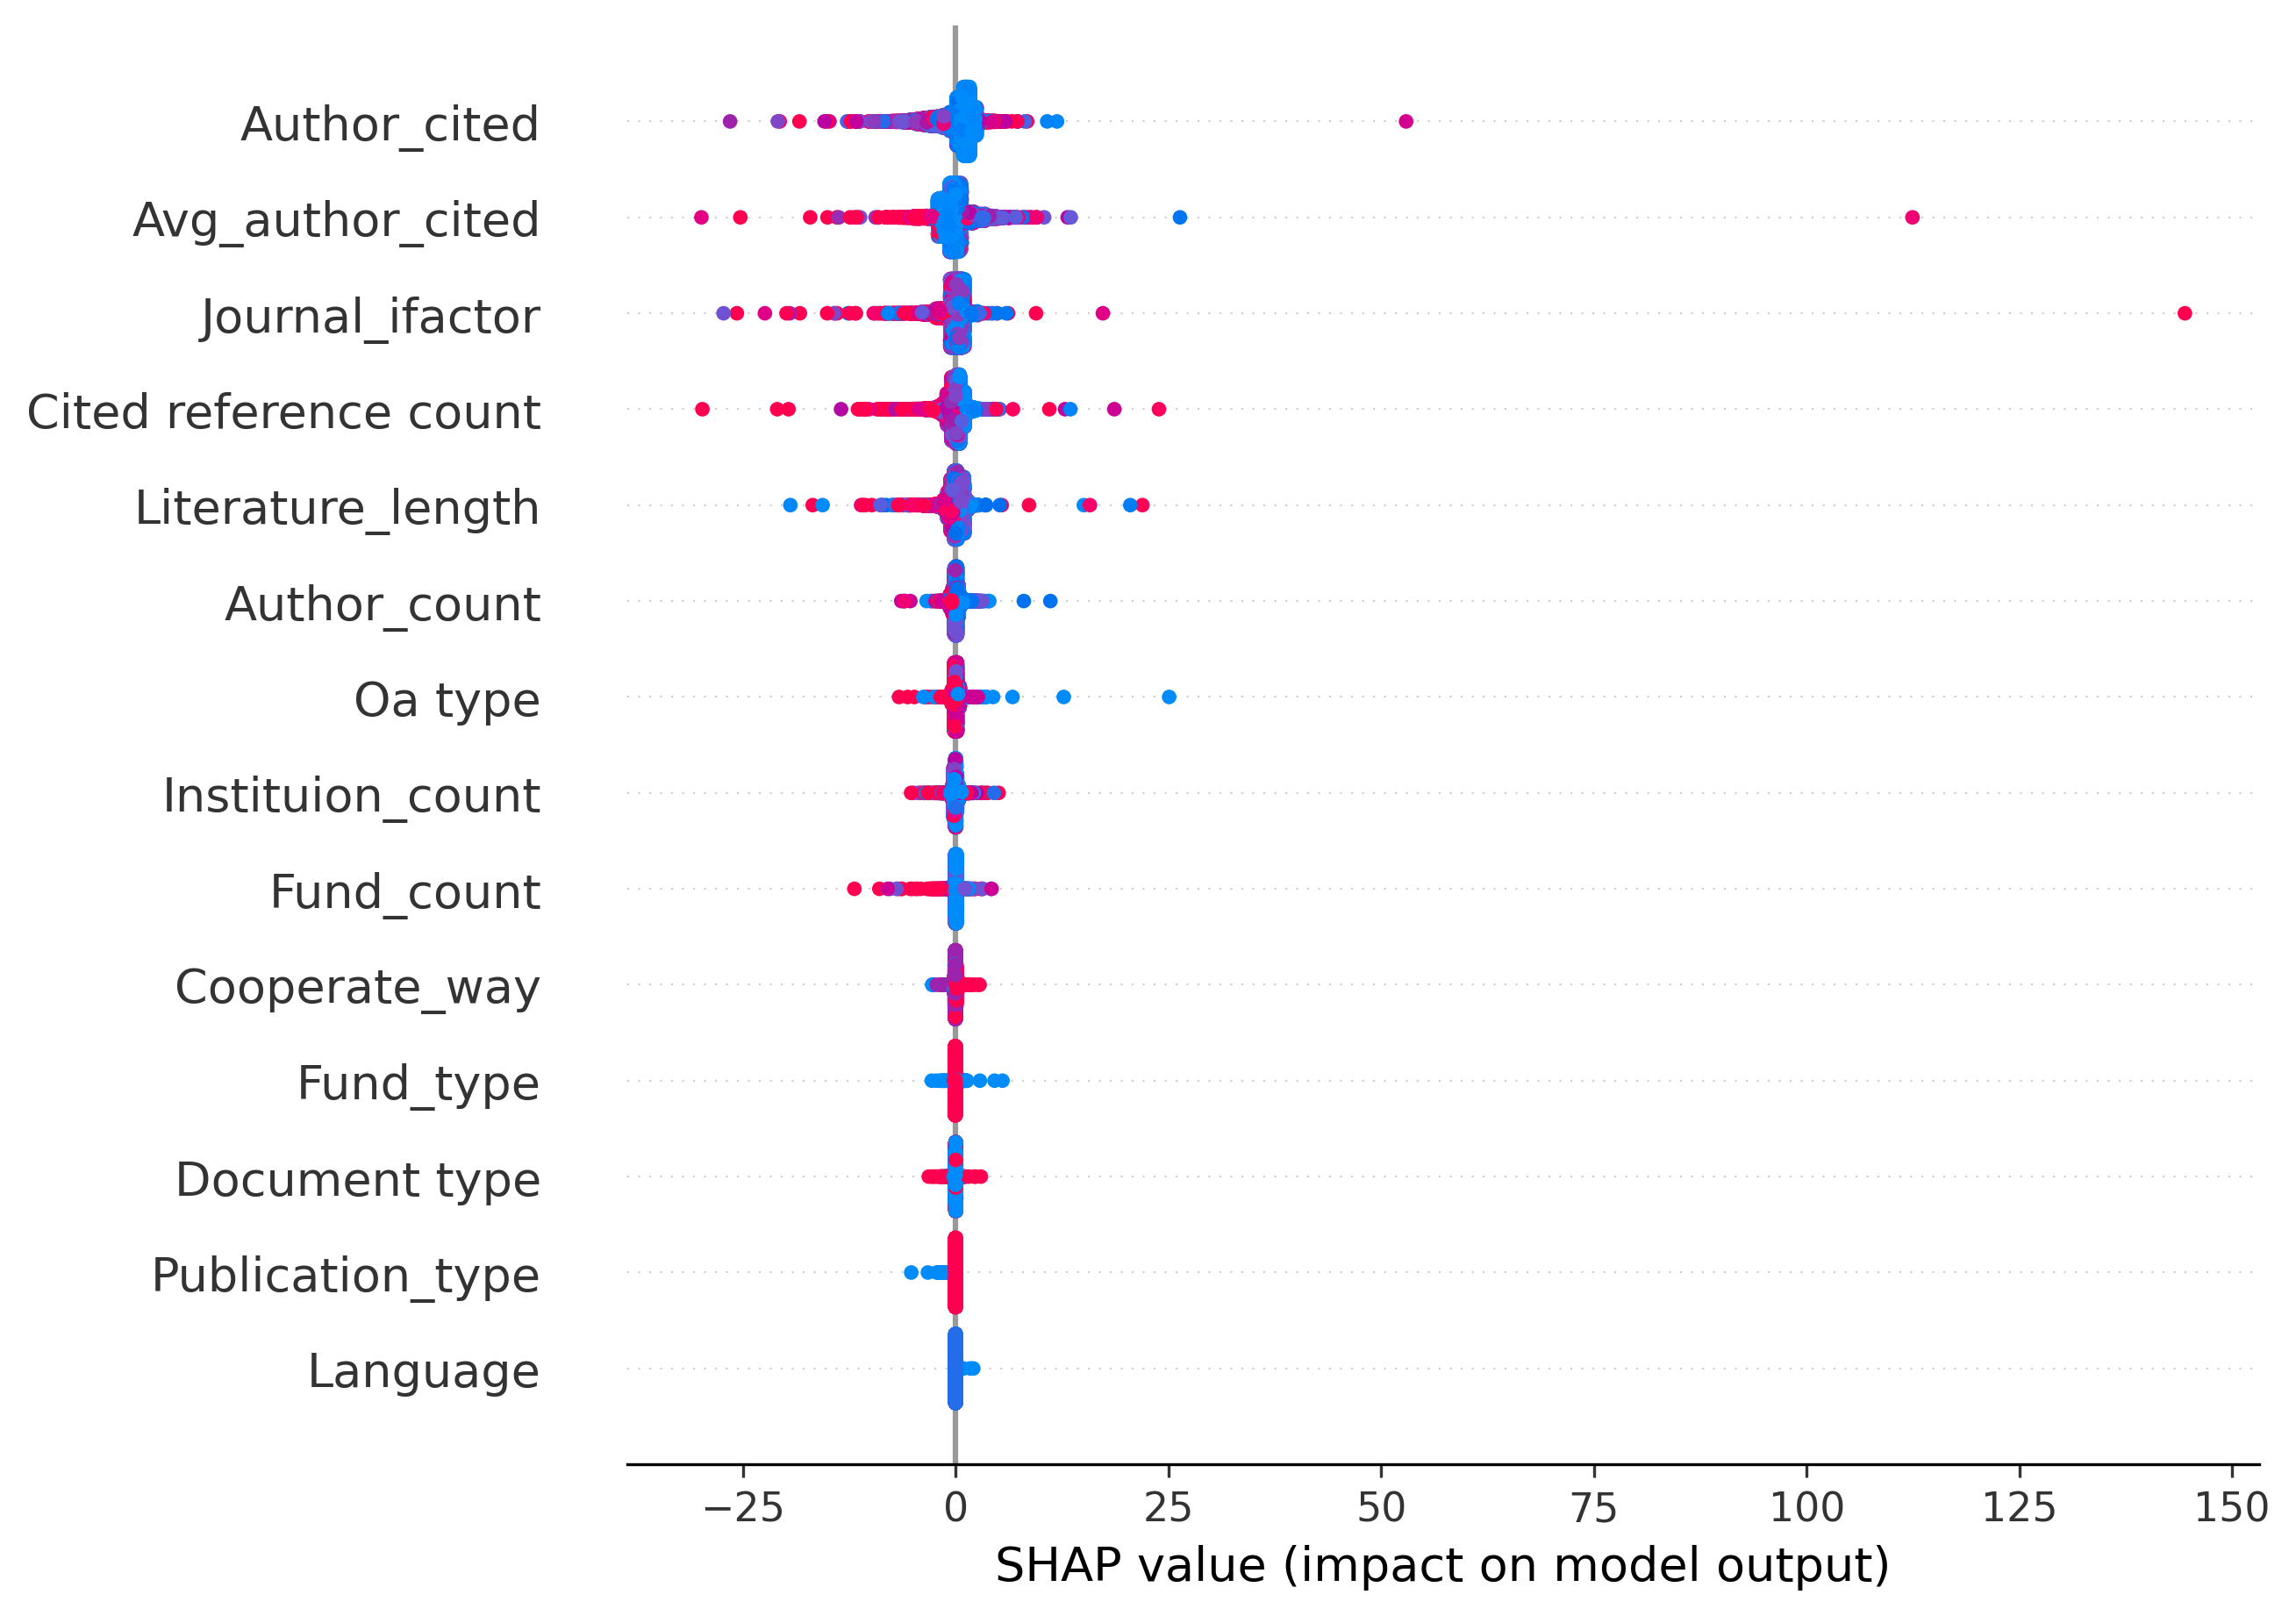 Author_cited
Avg_author_cited
Journal_ifactor
Cited reference count
Literature_length
Author_count
Oa type
Instituion_count
Fund_count
Cooperate_way
Fund_type
Document type
Publication_type
Language
−25 0 25 50 75 100 125 150
SHAP value (impact on model output)